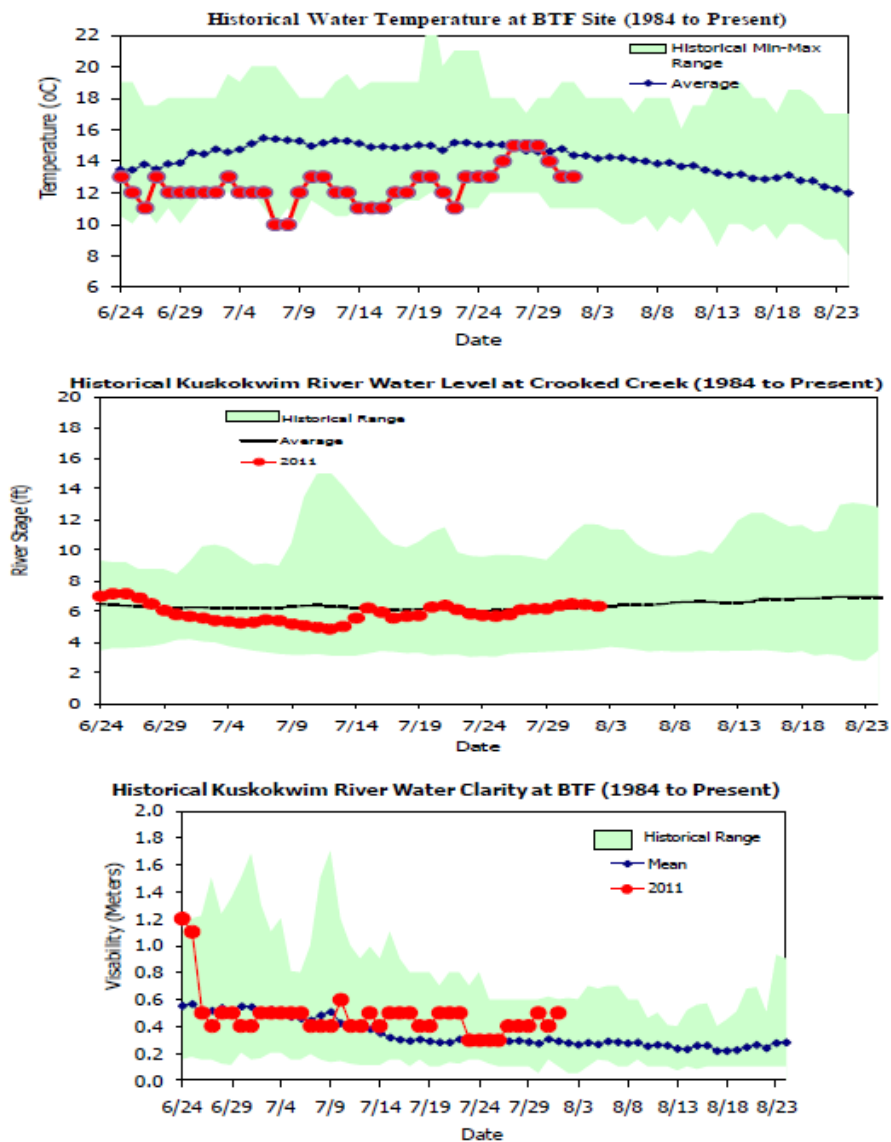 Historical Water Temperature at BTF Site (1984 to Present)
22
20
18
16
14
12
10
8
6
Temperature (oC)
Historical Min-Max
Range
Average
6/24 6/29 7/4 7/9 7/14 7/19 7/24 7/29 8/3 8/8 8/13 8/18 8/23
Date
Historical Kuskokwim River Water Level at Crooked Creek (1984 to Present)
20
18
16
14
12
10
8
6
4
2
0
River Stage (ft)
Historical Range
Average
2011
6/24 6/29 7/4 7/9 7/14 7/19 7/24 7/29 8/3 8/8 8/13 8/18 8/23
Date
Historical Kuskokwim River Water Clarity at BTF (1984 to Present)
2.0
1.8
1.6
1.4
1.2
1.0
0.8
0.6
0.4
0.2
0.0
Visability (Meters)
Historical Range
Mean
2011
6/24 6/29 7/4 7/9 7/14 7/19 7/24 7/29 8/3 8/8 8/13 8/18 8/23
Date